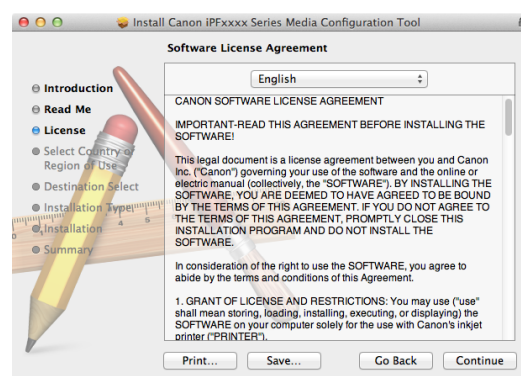 Install Canon iPFxxxx Series Media Configuration Tool
Software License Agreement
Introduction
Read Me
License
Select Country or
Region of Use
Destination Select
Installation Type
Installation
Summary
English
CANON SOFTWARE LICENSE AGREEMENT
IMPORTANT-READ THIS AGREEMENT BEFORE INSTALLING THE
SOFTWARE!
This legal document is a license agreement between you and Canon
Inc. ("Canon") governing your use of the software and the online or
electric manual (collectively, the "SOFTWARE"). BY INSTALLING THE
SOFTWARE, YOU ARE DEEMED TO HAVE AGREED TO BE BOUND
BY THE TERMS OF THIS AGREEMENT. IF YOU DO NOT AGREE TO
THE TERMS OF THIS AGREEMENT, PROMPTLY CLOSE THIS
INSTALLATION PROGRAM AND DO NOT INSTALL THE
SOFTWARE.
In consideration of the right to use the SOFTWARE, you agree to
abide by the terms and conditions of this Agreement.
1. GRANT OF LICENSE AND RESTRICTIONS: You may use ("use"
shall mean storing, loading, installing, executing, or displaying) the
SOFTWARE on your computer solely for the use with Canon's inkjet
printer ("PRINTER").
Print...
Save...
Go Back
Continue